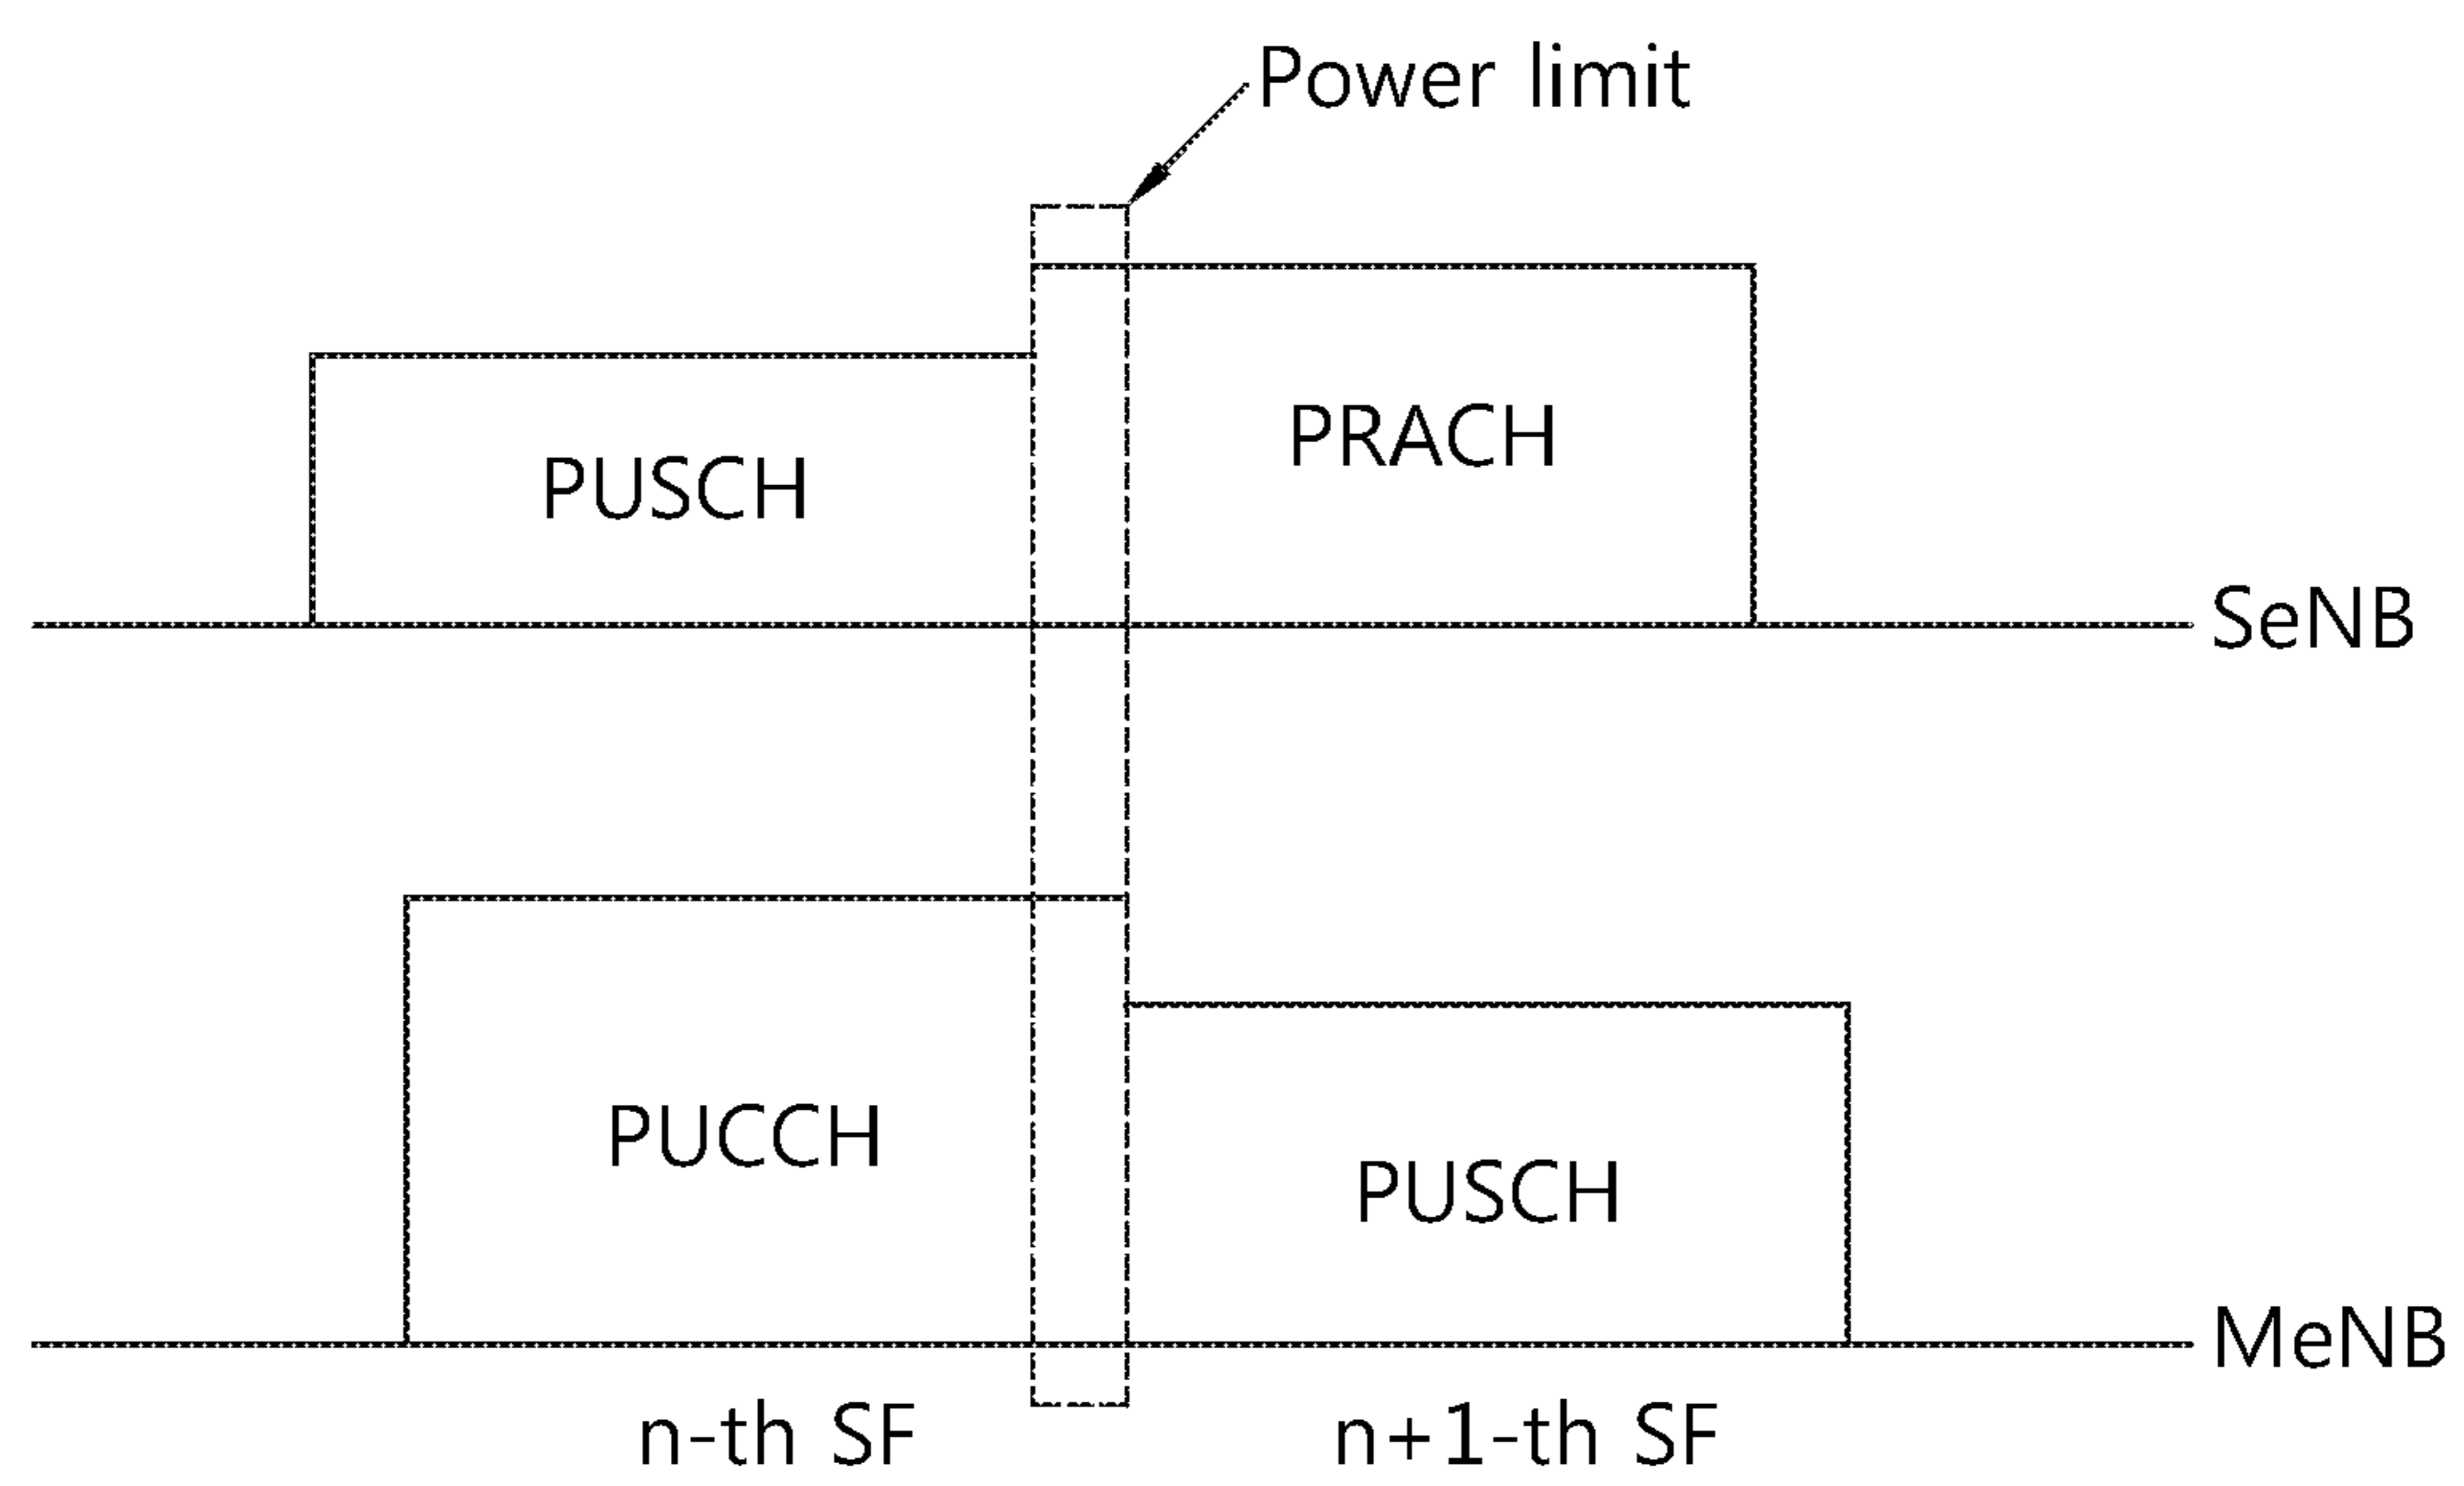 Power limit
PRACH
PUSCH
SeNB
PUCCH
PUSCH
MeNB
n-th SF
n+1-th SF